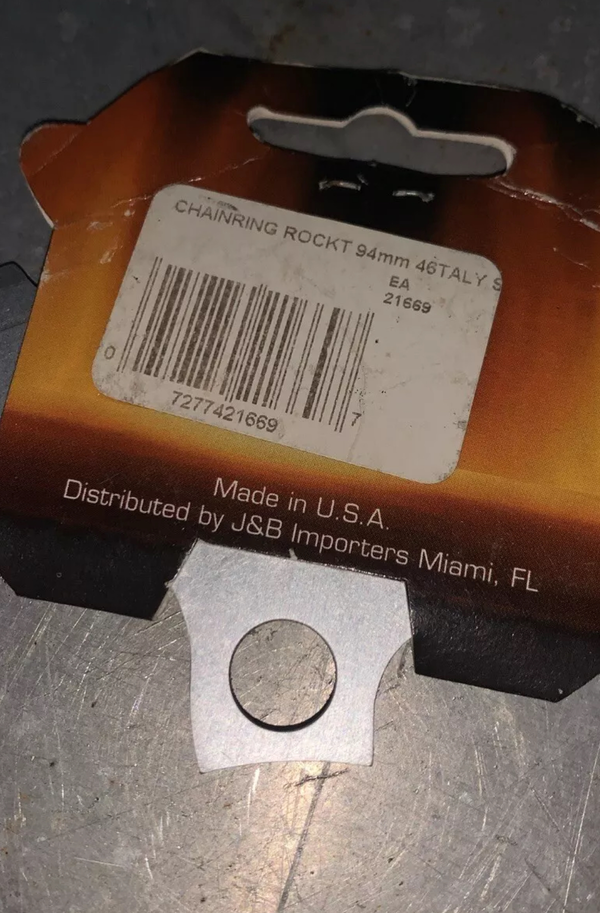 CHAINRING ROCKT 94mm 46TALY S
EA
21669
0
7277421669
7
Made in U.S.A.
Distributed by J&B Importers Miami, FL